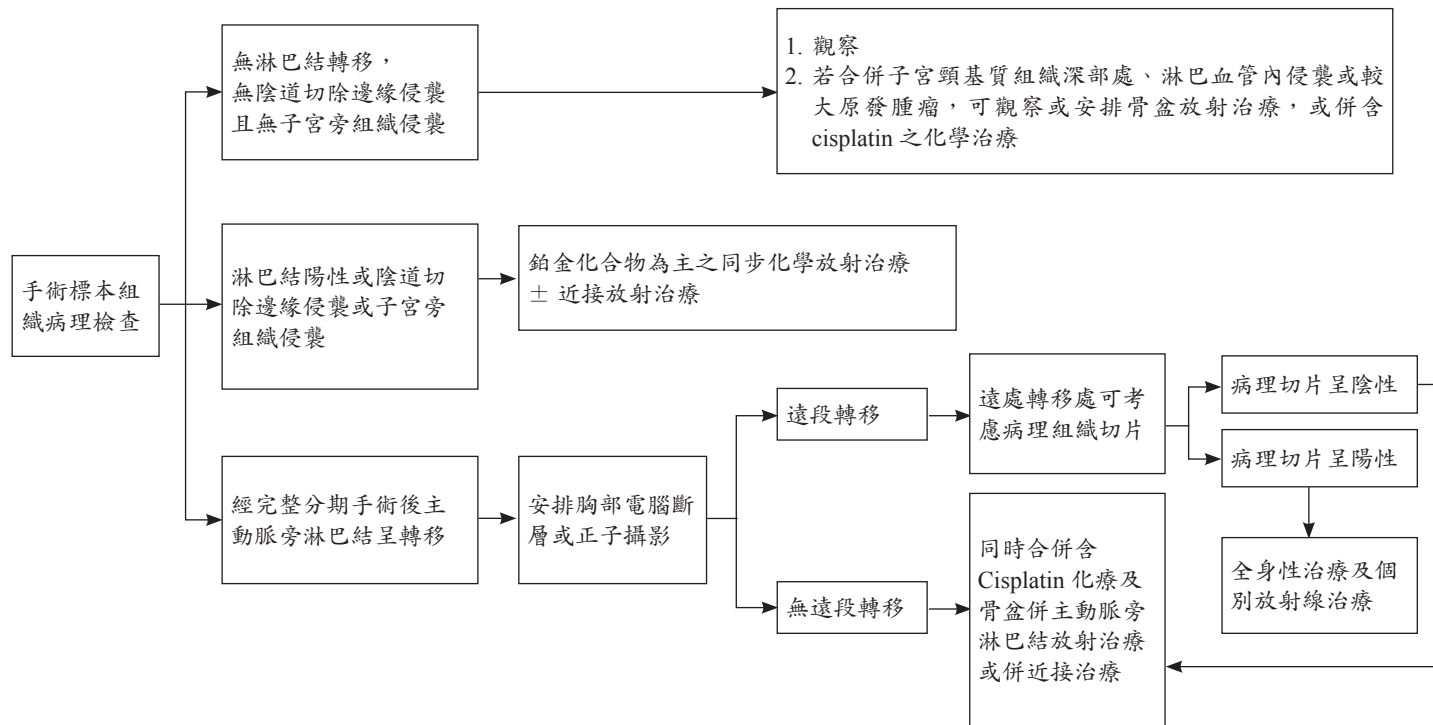 無淋巴結轉移，
無陰道切除邊緣侵襲
且無子宮旁組織侵襲
1. 觀察
2. 若合併子宮頸基質組織深部處、淋巴血管內侵襲或較
大原發腫瘤，可觀察或安排骨盆放射治療，或併含
cisplatin 之化學治療
手術標本組
織病理檢查
淋巴結陽性或陰道切
除邊緣侵襲或子宮旁
組織侵襲
鉑金化合物為主之同步化學放射治療
± 近接放射治療
經完整分期手術後主
動脈旁淋巴結呈轉移
安排胸部電腦斷
層或正子攝影
遠段轉移
遠處轉移處可考
慮病理組織切片
病理切片呈陰性
病理切片呈陽性
全身性治療及個
別放射線治療
無遠段轉移
同時合併含
Cisplatin 化療及
骨盆併主動脈旁
淋巴結放射治療
或併近接治療